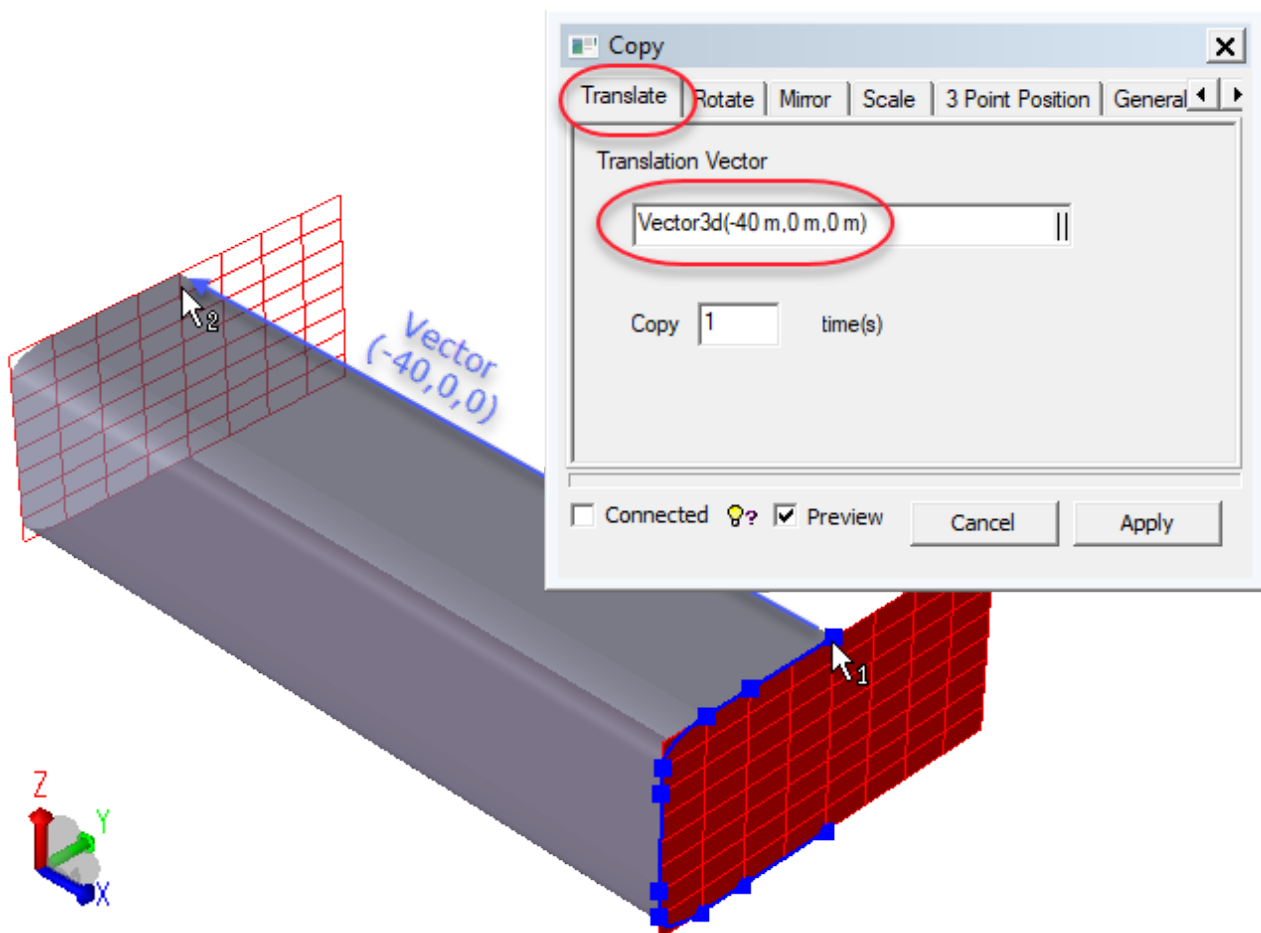 Copy
Translate Rotate Mirror Scale 3 Point Position General
Translation Vector
Vector3d(-40 m,0 m,0 m)
Copy 1 time(s)
Connected ? Preview Cancel Apply
Vector
(-40,0,0)
2
1
Z
Y
X